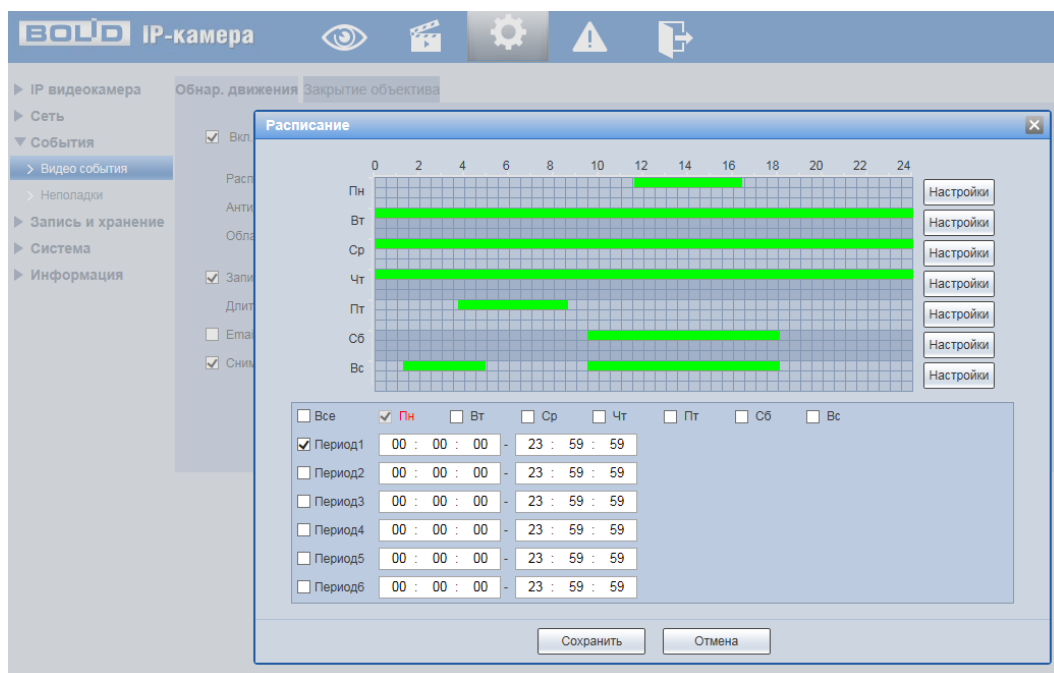 BOLID IP-камера
IP видеокамера
Сеть
События
Видео события
Неполадки
Запись и хранение
Система
Информация
Обнар. движения Закрытие объектива
Вкл.
Расп
Анти
Обла
Запи
Длит
Emai
Сним
Расписание
0 2 4 6 8 10 12 14 16 18 20 22 24
Пн Настройки
Вт Настройки
Ср Настройки
Чт Настройки
Пт Настройки
Сб Настройки
Вс Настройки
Все Пн Вт Ср Чт Пт Сб Вс
Период1 00 : 00 : 00 - 23 : 59 : 59
Период2 00 : 00 : 00 - 23 : 59 : 59
Период3 00 : 00 : 00 - 23 : 59 : 59
Период4 00 : 00 : 00 - 23 : 59 : 59
Период5 00 : 00 : 00 - 23 : 59 : 59
Период6 00 : 00 : 00 - 23 : 59 : 59
Сохранить Отмена